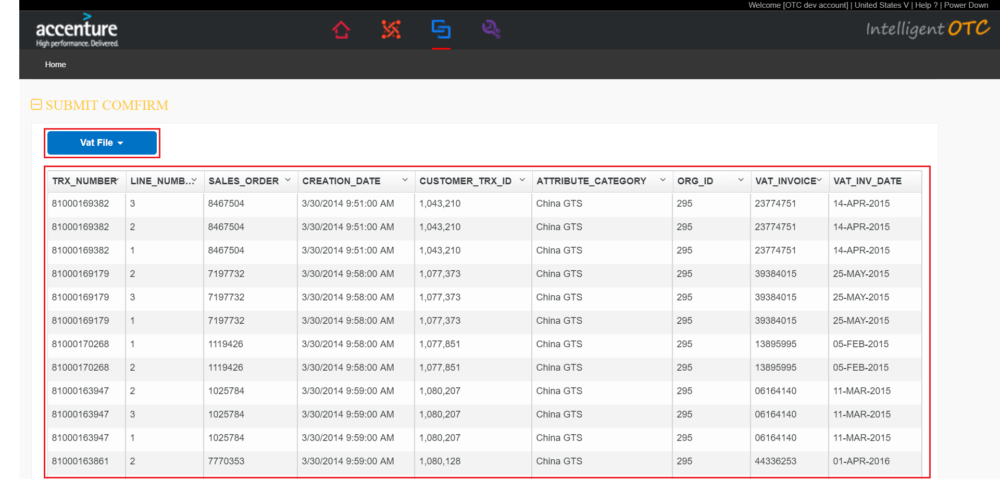 Welcome [OTC dev account] | United States V | Help ? | Power Down
accenture
High performance. Delivered.
Intelligent OTC
Home
SUBMIT COMFIRM
Vat File
TRX_NUMBER LINE_NUMB... SALES_ORDER CREATION_DATE CUSTOMER_TRX_ID ATTRIBUTE_CATEGORY ORG_ID VAT_INVOICE VAT_INV_DATE
81000169382 3 8467504 3/30/2014 9:51:00 AM 1,043,210 China GTS 295 23774751 14-APR-2015
81000169382 2 8467504 3/30/2014 9:51:00 AM 1,043,210 China GTS 295 23774751 14-APR-2015
81000169382 1 8467504 3/30/2014 9:51:00 AM 1,043,210 China GTS 295 23774751 14-APR-2015
81000169179 2 7197732 3/30/2014 9:58:00 AM 1,077,373 China GTS 295 39384015 25-MAY-2015
81000169179 3 7197732 3/30/2014 9:58:00 AM 1,077,373 China GTS 295 39384015 25-MAY-2015
81000169179 1 7197732 3/30/2014 9:58:00 AM 1,077,373 China GTS 295 39384015 25-MAY-2015
81000170268 1 1119426 3/30/2014 9:58:00 AM 1,077,851 China GTS 295 13895995 05-FEB-2015
81000170268 2 1119426 3/30/2014 9:58:00 AM 1,077,851 China GTS 295 13895995 05-FEB-2015
81000163947 2 1025784 3/30/2014 9:59:00 AM 1,080,207 China GTS 295 06164140 11-MAR-2015
81000163947 3 1025784 3/30/2014 9:59:00 AM 1,080,207 China GTS 295 06164140 11-MAR-2015
81000163947 1 1025784 3/30/2014 9:59:00 AM 1,080,207 China GTS 295 06164140 11-MAR-2015
81000163861 2 7770353 3/30/2014 9:59:00 AM 1,080,128 China GTS 295 44336253 01-APR-2016